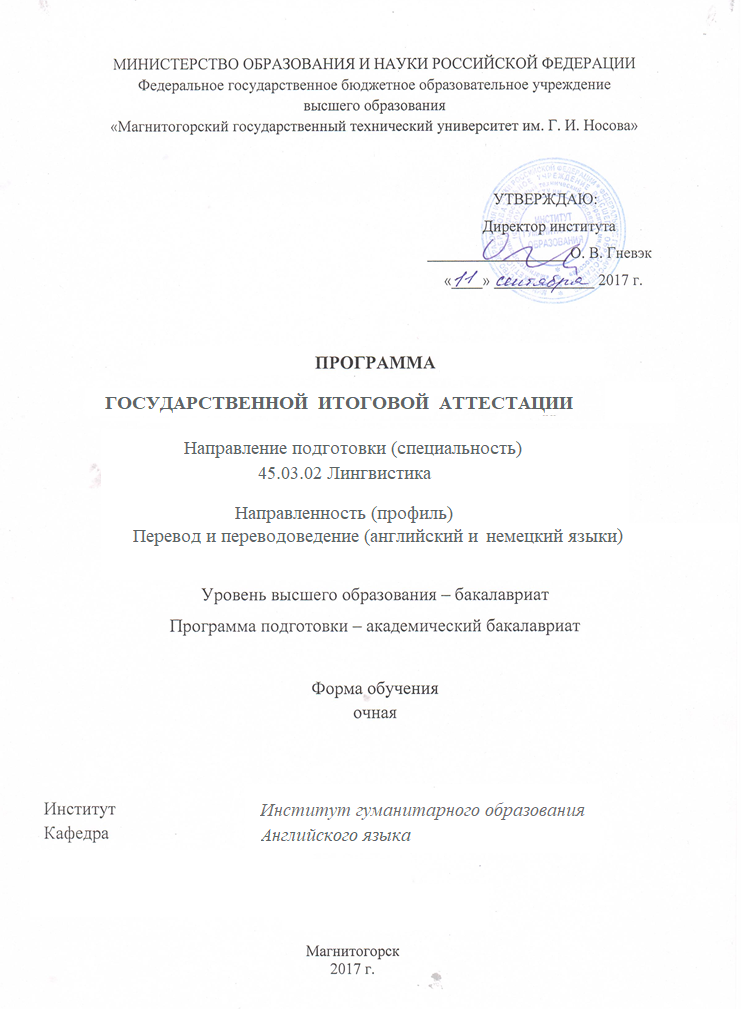 МИНИСТЕРСТВО ОБРАЗОВАНИЯ И НАУКИ РОССИЙСКОЙ ФЕДЕРАЦИИ
Федеральное государственное бюджетное образовательное учреждение
высшего образования
«Магнитогорский государственный технический университет им. Г. И. Носова»
УТВЕРЖДАЮ:
Директор института
О. В. Гневэк
«11» сентября 2017 г.
ИНСТИТУТ
ОБРАЗОВАНИЯ
ПРОГРАММА
ГОСУДАРСТВЕННОЙ ИТОГОВОЙ АТТЕСТАЦИИ
Направление подготовки (специальность)
45.03.02 Лингвистика
Направленность (профиль)
Перевод и переводоведение (английский и немецкий языки)
Уровень высшего образования – бакалавриат
Программа подготовки – академический бакалавриат
Форма обучения
очная
Институт Институт гуманитарного образования
Кафедра Английского языка
Магнитогорск
2017 г.